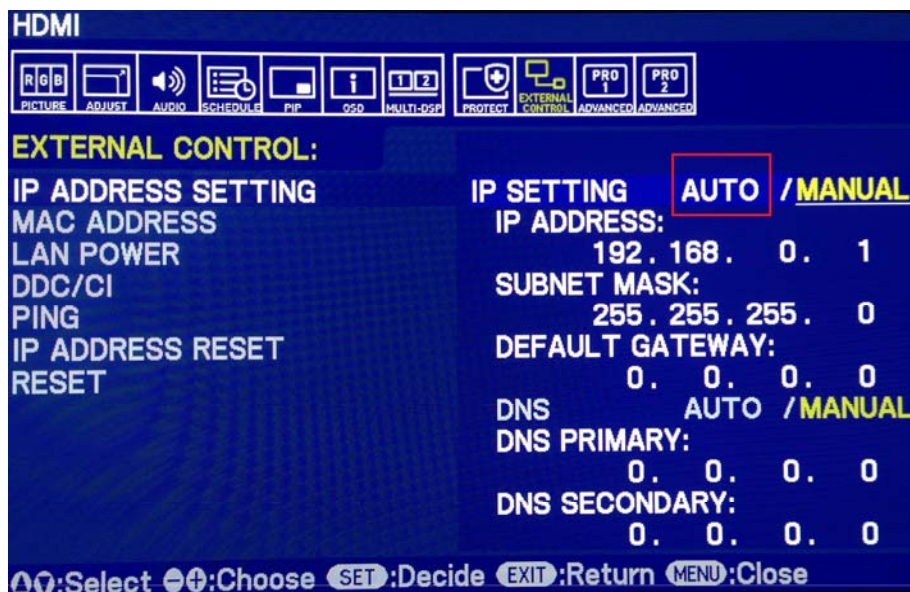 HDMI
RGB PICTURE ADJUST AUDIO SCHEDULE PIP i OSD 1 2 MULTI-DSP PROTECT EXTERNAL CONTROL PRO 1 ADVANCED PRO 2 ADVANCED
EXTERNAL CONTROL:
IP ADDRESS SETTING IP SETTING AUTO /MANUAL
MAC ADDRESS IP ADDRESS:
LAN POWER 192. 168. 0. 1
DDC/CI SUBNET MASK:
PING 255. 255. 255. 0
IP ADDRESS RESET DEFAULT GATEWAY:
RESET 0. 0. 0. 0
DNS AUTO /MANUAL
DNS PRIMARY:
0. 0. 0. 0
DNS SECONDARY:
0. 0. 0. 0
:Select :Choose SET:Decide EXIT:Return MENU:Close